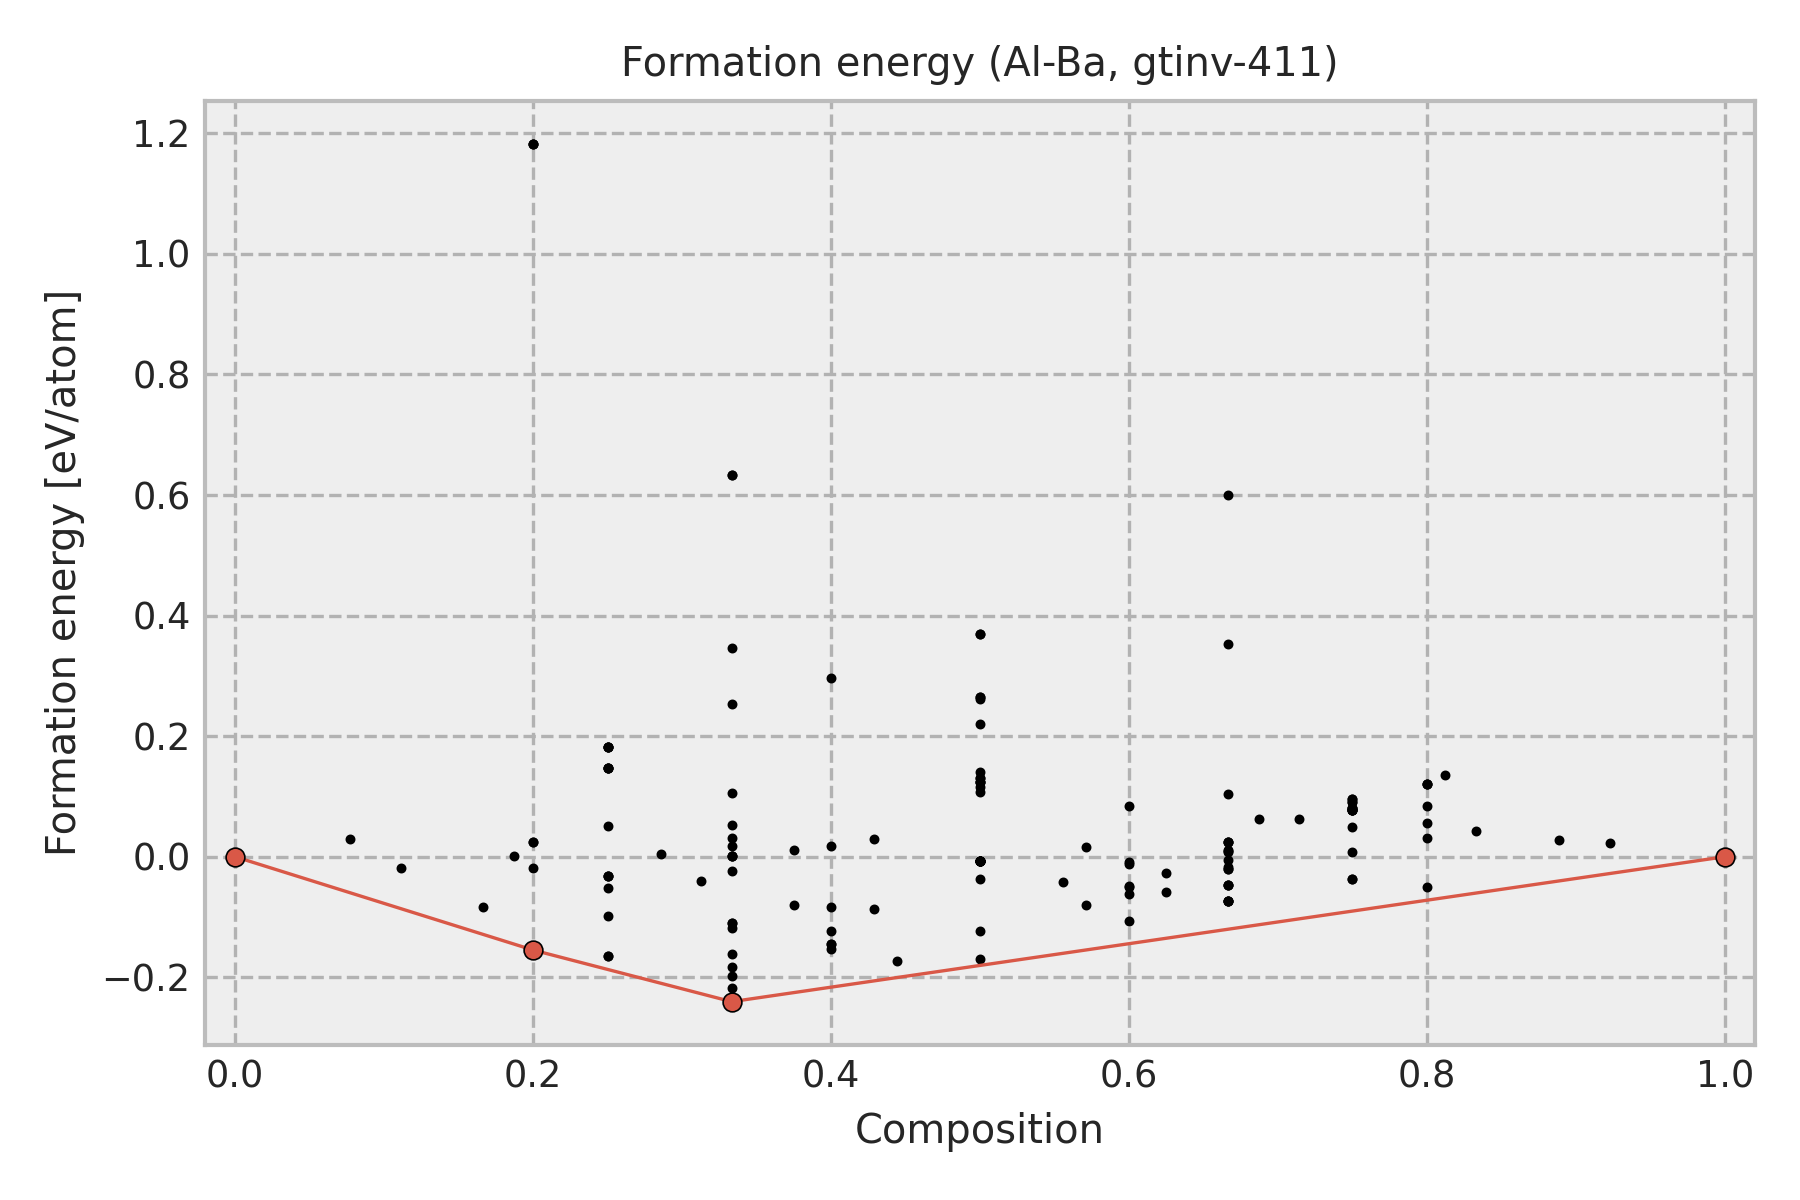 Formation energy (Al-Ba, gtinv-411)
1.2
1.0
0.8
0.6
0.4
0.2
0.0
−0.2
Formation energy [eV/atom]
0.0 0.2 0.4 0.6 0.8 1.0
Composition